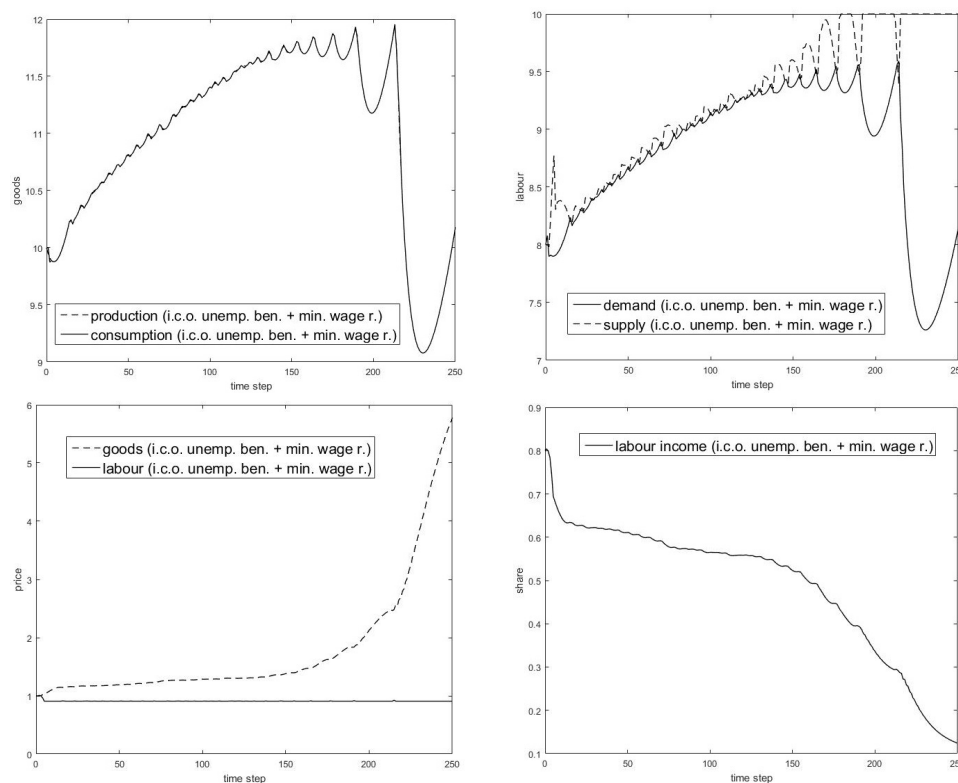 12
11.5
11
10.5
10
9.5
9
goods
production (i.c.o. unemp. ben. + min. wage r.)
consumption (i.c.o. unemp. ben. + min. wage r.)
0 50 100 150 200 250
time step
10
9.5
9
8.5
8
7.5
7
labour
demand (i.c.o. unemp. ben. + min. wage r.)
supply (i.c.o. unemp. ben. + min. wage r.)
0 50 100 150 200 250
time step
6
5
4
3
2
1
0
price
goods (i.c.o. unemp. ben. + min. wage r.)
labour (i.c.o. unemp. ben. + min. wage r.)
0 50 100 150 200 250
time step
0.9
0.8
0.7
0.6
0.5
0.4
0.3
0.2
0.1
share
labour income (i.c.o. unemp. ben. + min. wage r.)
0 50 100 150 200 250
time step